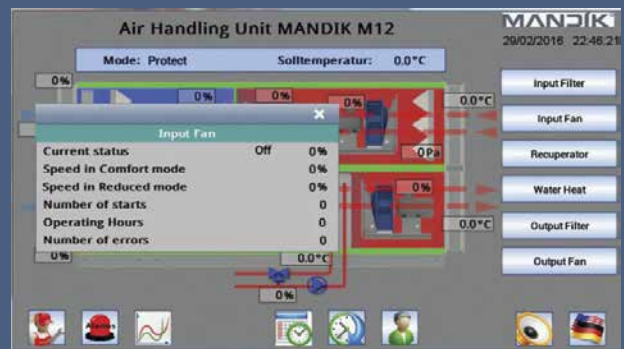 Air Handling Unit MANDIK M12
MANDIK
29/02/2016 22:46:21
Mode: Protect Solltemperatur: 0.0°C
0%
0%
0%
0%
0.0°C
Input Filter
Input Fan
Input Fan
Current status Off 0%
Speed in Comfort mode 0%
Speed in Reduced mode 0%
Number of starts 0
Operating Hours 0
Number of errors 0
0Pa
Recuperator
0%
Water Heat
0.0°C
Output Filter
0%
0.0°C
Output Fan
0%
Alarms